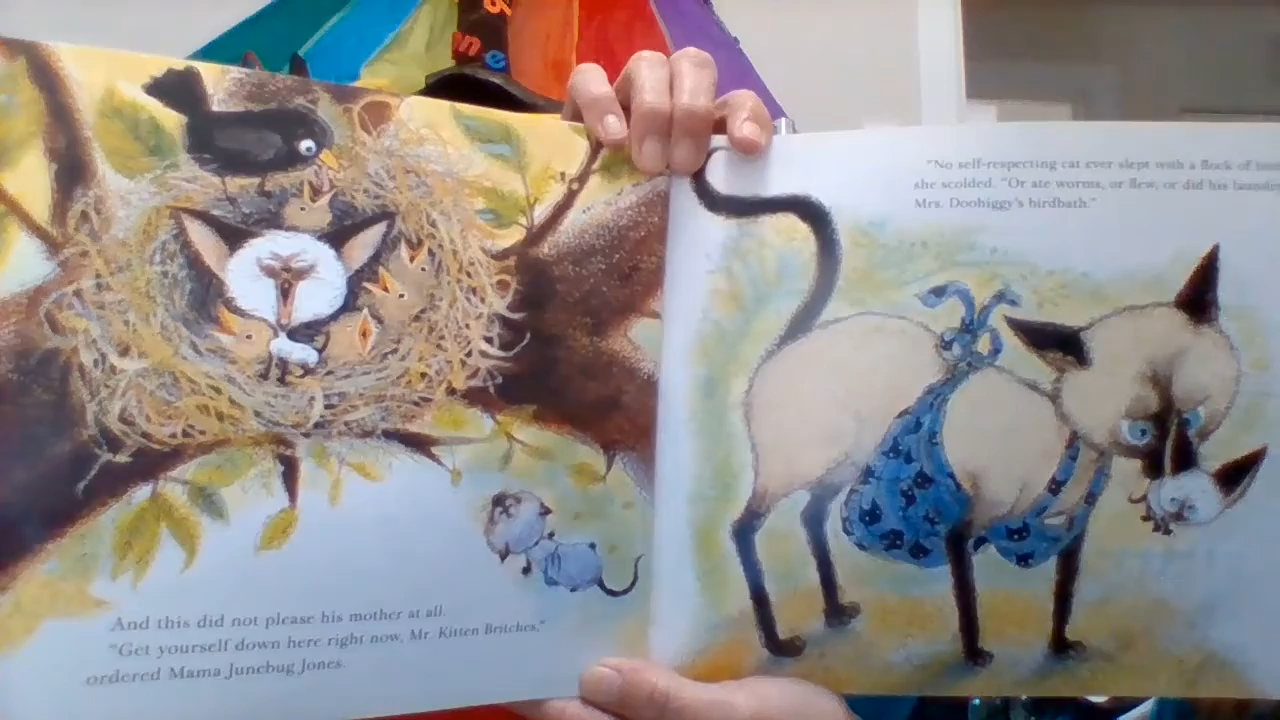 And this did not please his mother at all.
"Get yourself down here right now, Mr. Kitten Britches,"
ordered Mama Junebug Jones.
"No self-respecting cat ever slept with a flock of
she scolded. "Or ate worms, or flew, or did his
Mrs. Doohiggy's birdbath."